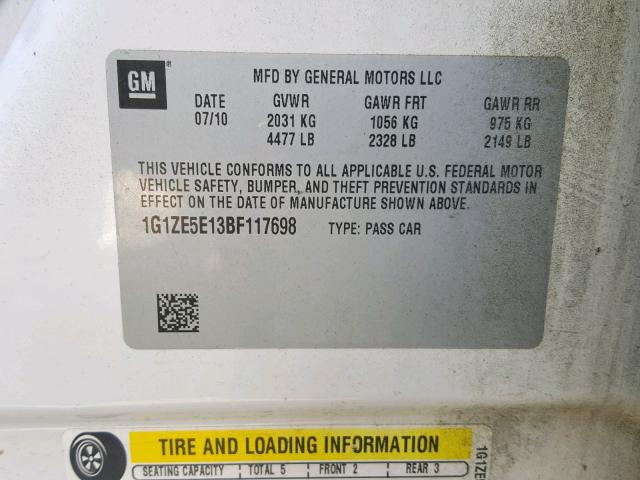 GM
MFD BY GENERAL MOTORS LLC
DATE GVWR GAWR FRT GAWR RR
07/10 2031 KG 1056 KG 975 KG
4477 LB 2328 LB 2149 LB
THIS VEHICLE CONFORMS TO ALL APPLICABLE U.S. FEDERAL MOTOR
VEHICLE SAFETY, BUMPER, AND THEFT PREVENTION STANDARDS IN
EFFECT ON THE DATE OF MANUFACTURE SHOWN ABOVE.
1G1ZE5E13BF117698 TYPE: PASS CAR
TIRE AND LOADING INFORMATION
SEATING CAPACITY TOTAL 5 FRONT 2 REAR 3
1G1ZE